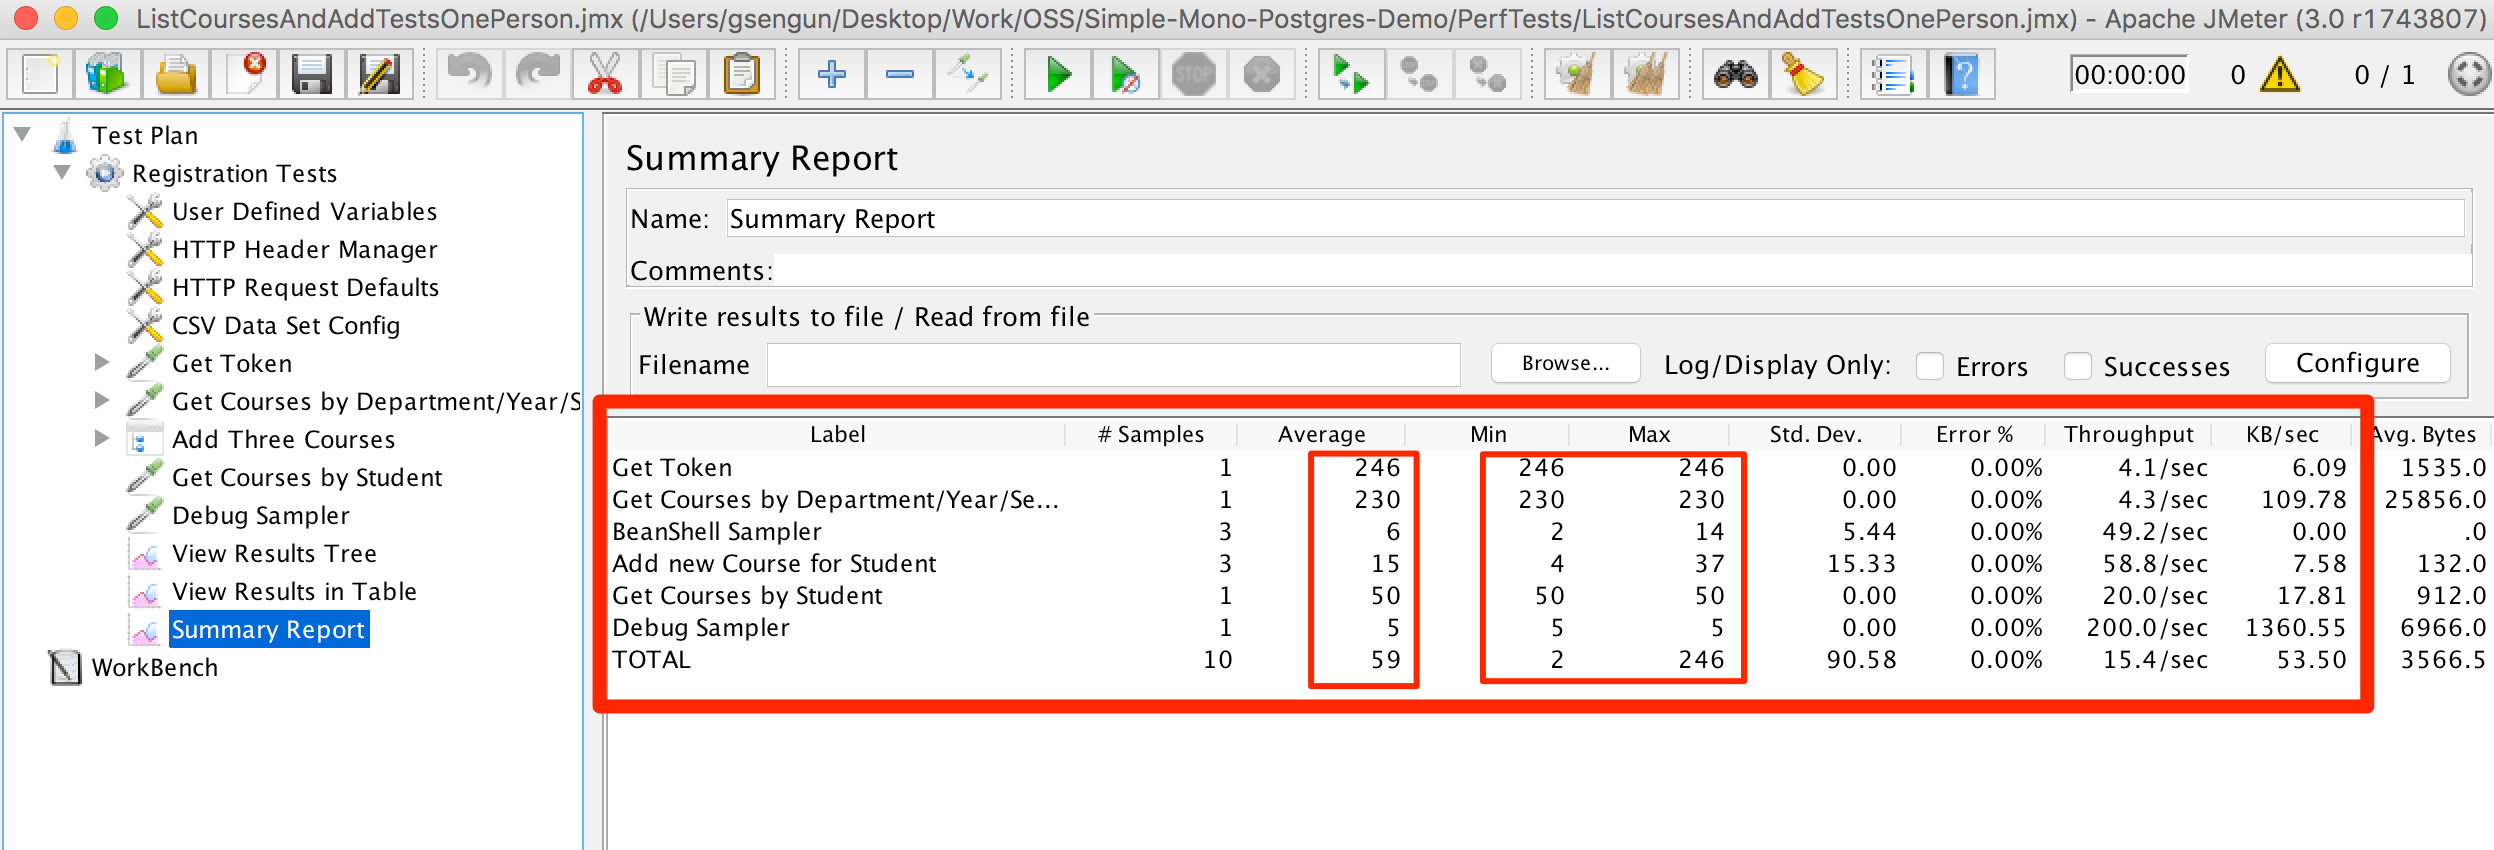 ListCoursesAndAddTestsOnePerson.jmx (/Users/gsengun/Desktop/Work/OSS/Simple-Mono-Postgres-Demo/PerfTests/ListCoursesAndAddTestsOnePerson.jmx) - Apache JMeter (3.0 r1743807)
STOP 00:00:00 0 0 / 1
Test Plan
Registration Tests
User Defined Variables
HTTP Header Manager
HTTP Request Defaults
CSV Data Set Config
Get Token
Get Courses by Department/Year/S
Add Three Courses
Get Courses by Student
Debug Sampler
View Results Tree
View Results in Table
Summary Report
WorkBench
Summary Report
Name: Summary Report
Comments:
Write results to file / Read from file
Filename Browse... Log/Display Only: Errors Successes Configure
Label # Samples Average Min Max Std. Dev. Error % Throughput KB/sec Avg. Bytes
Get Token 1 246 246 246 0.00 0.00% 4.1/sec 6.09 1535.0
Get Courses by Department/Year/Se... 1 230 230 230 0.00 0.00% 4.3/sec 109.78 25856.0
BeanShell Sampler 3 6 2 14 5.44 0.00% 49.2/sec 0.00 .0
Add new Course for Student 3 15 4 37 15.33 0.00% 58.8/sec 7.58 132.0
Get Courses by Student 1 50 50 50 0.00 0.00% 20.0/sec 17.81 912.0
Debug Sampler 1 5 5 5 0.00 0.00% 200.0/sec 1360.55 6966.0
TOTAL 10 59 2 246 90.58 0.00% 15.4/sec 53.50 3566.5